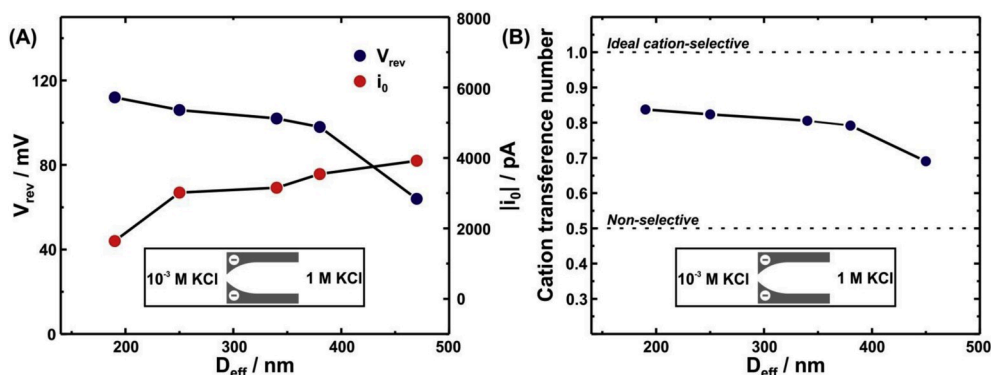 (A)
V_rev
i_0
V_rev / mV
120
80
40
0
|i_0| / pA
8000
6000
4000
2000
0
10⁻³ M KCl
1 M KCl
200
300
400
500
D_eff / nm
(B)
Ideal cation-selective
Non-selective
Cation transference number
1.0
0.9
0.8
0.7
0.6
0.5
0.4
0.3
10⁻³ M KCl
1 M KCl
200
300
400
500
D_eff / nm